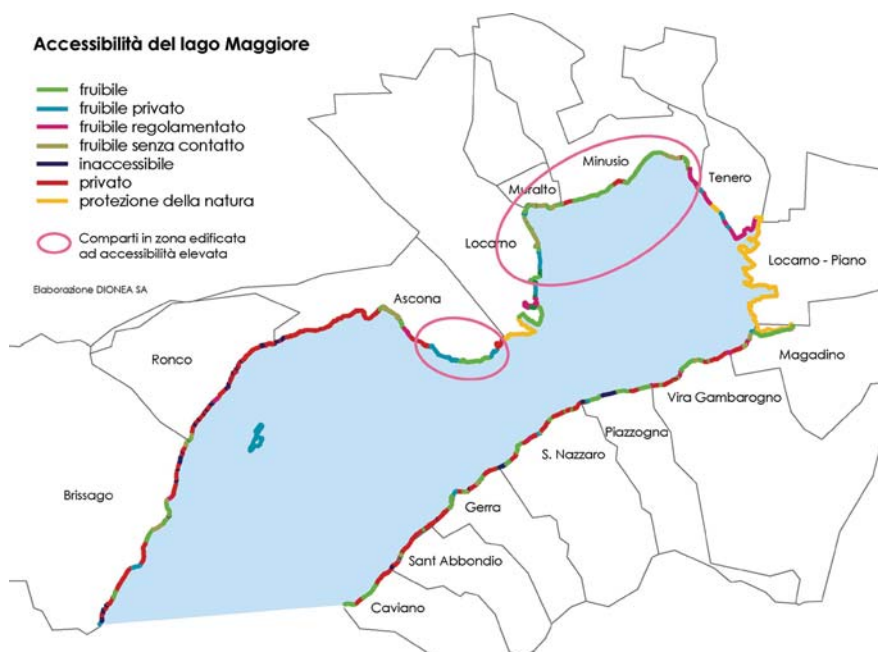 Accessibilità del lago Maggiore
fruibile
fruibile privato
fruibile regolamentato
fruibile senza contatto
inaccessibile
privato
protezione della natura
Comparti in zona edificata
ad accessibilità elevata
Elaborazione DIONEA SA
Minusio
Muralto
Tenero
Locarno
Locarno - Piano
Ascona
Ronco
Magadino
Vira Gambarogno
Piazzogna
S. Nazzaro
Brissago
Gerra
Sant Abbondio
Caviano